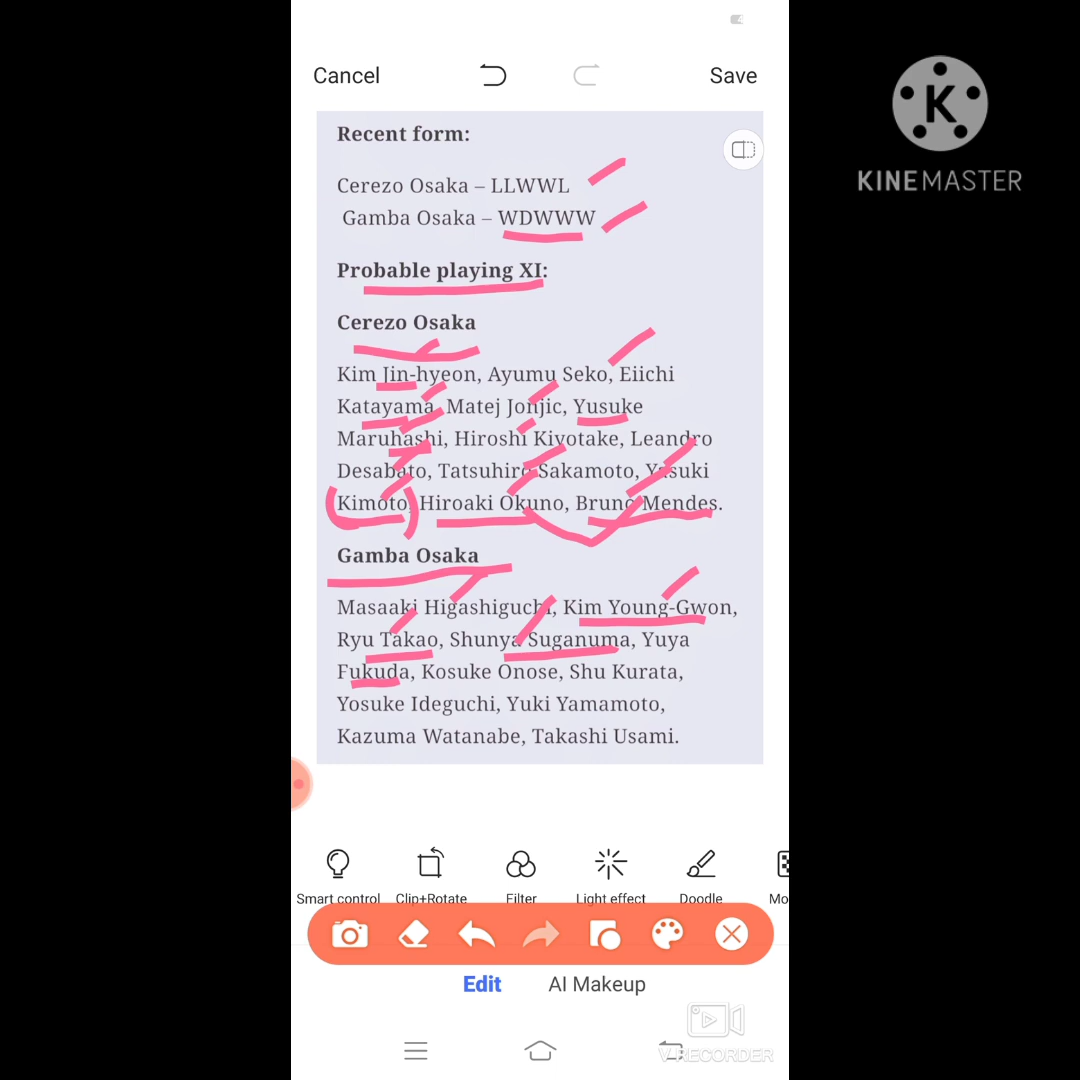 Cancel
Save
KINEMASTER
Recent form:
Cerezo Osaka – LLWWL
Gamba Osaka – WDWWW
Probable playing XI:
Cerezo Osaka
Kim Jin-hyeon, Ayumu Seko, Eiichi
Katayama, Matej Jonjic, Yusuke
Maruhashi, Hiroshi Kiyotake, Leandro
Desabato, Tatsuhiro Sakamoto, Yasuki
Kimoto, Hiroaki Okuno, Bruno Mendes.
Gamba Osaka
Masaaki Higashiguchi, Kim Young-Gwon,
Ryu Takao, Shunya Suganuma, Yuya
Fukuda, Kosuke Onose, Shu Kurata,
Yosuke Ideguchi, Yuki Yamamoto,
Kazuma Watanabe, Takashi Usami.
Smart control Clip+Rotate Filter Light effect Doodle Mo
Edit AI Makeup
V RECORDER